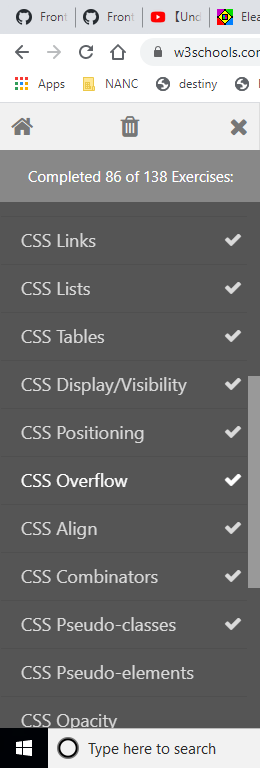 Front
Front
【Und
Elea
w3schools.com
Apps
NANC
destiny
Completed 86 of 138 Exercises:
CSS Links
CSS Lists
CSS Tables
CSS Display/Visibility
CSS Positioning
CSS Overflow
CSS Align
CSS Combinators
CSS Pseudo-classes
CSS Pseudo-elements
CSS Opacity
Type here to search